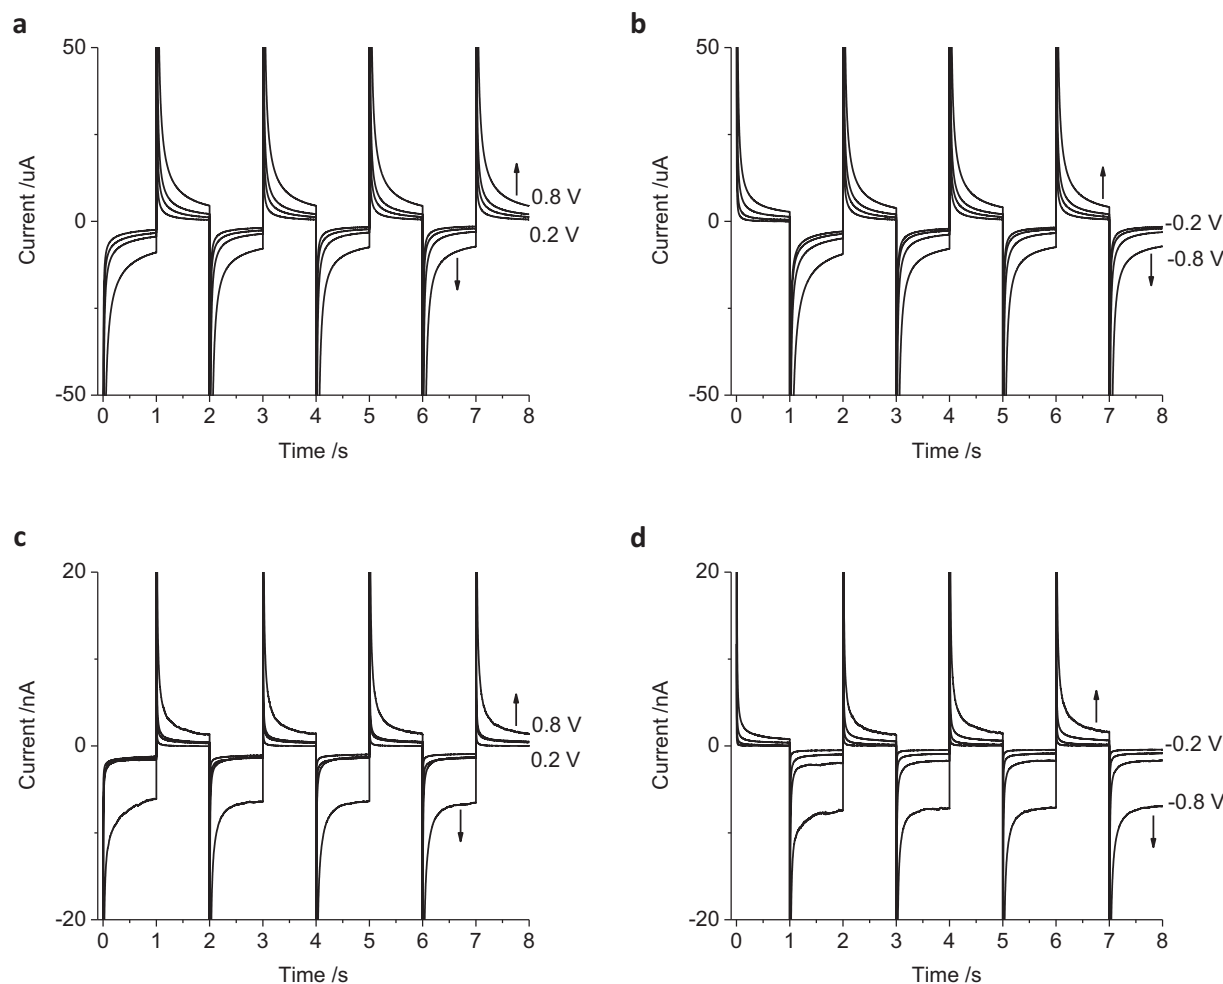 a
50
0
-50
Current /uA
0.8 V
0.2 V
0 1 2 3 4 5 6 7 8
Time /s
b
50
0
-50
Current /uA
-0.2 V
-0.8 V
0 1 2 3 4 5 6 7 8
Time /s
c
20
0
-20
Current /nA
0.8 V
0.2 V
0 1 2 3 4 5 6 7 8
Time /s
d
20
0
-20
Current /nA
-0.2 V
-0.8 V
0 1 2 3 4 5 6 7 8
Time /s